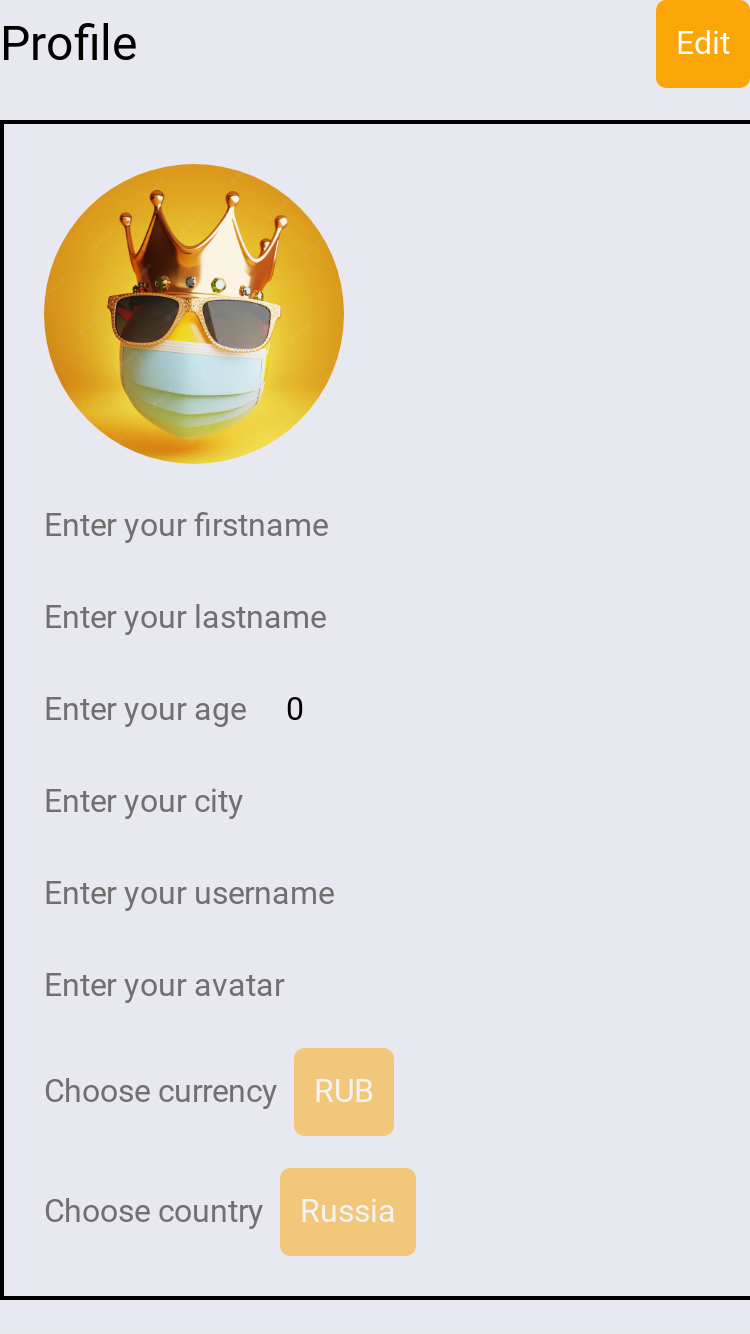 Profile
Edit
Enter your firstname
Enter your lastname
Enter your age 0
Enter your city
Enter your username
Enter your avatar
Choose currency RUB
Choose country Russia